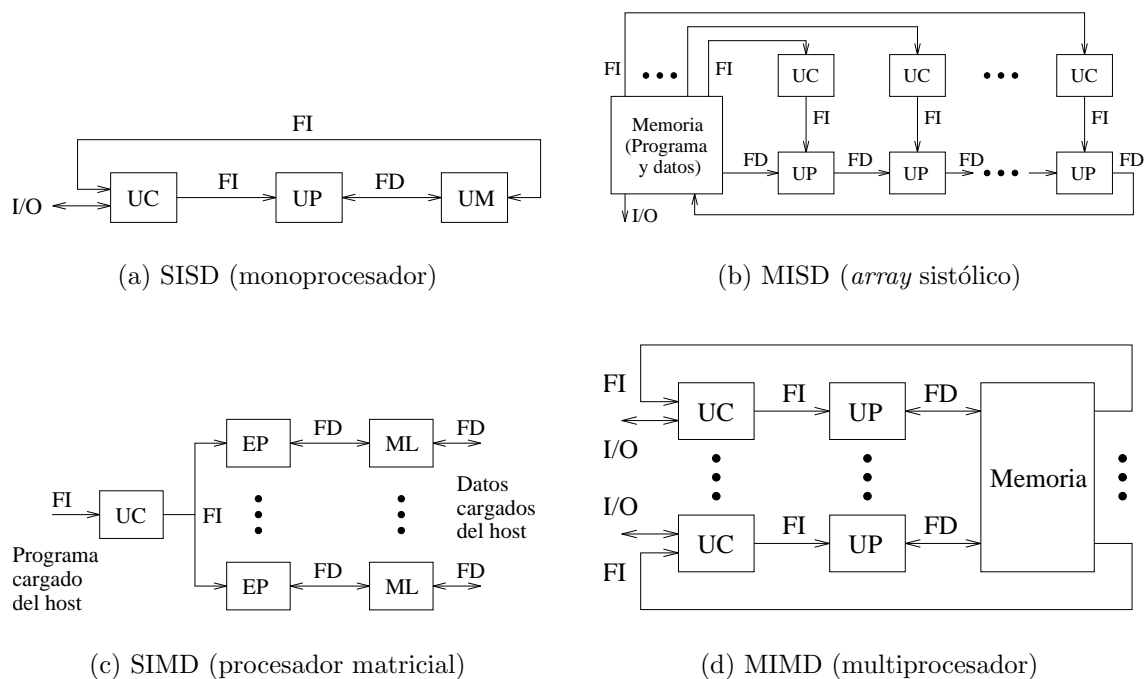 FI
I/O
UC
FI
UP
FD
UM
(a) SISD (monoprocesador)
FI
FI
UC
UC
UC
FI
FI
FI
Memoria
(Programa
y datos)
FD
UP
FD
UP
FD
UP
FD
I/O
(b) MISD (array sistólico)
FI
UC
FI
EP
FD
ML
FD
EP
FD
ML
FD
Programa
cargado
del host
Datos
cargados
del host
(c) SIMD (procesador matricial)
FI
I/O
UC
FI
UP
FD
Memoria
I/O
FI
UC
FI
UP
FD
(d) MIMD (multiprocesador)